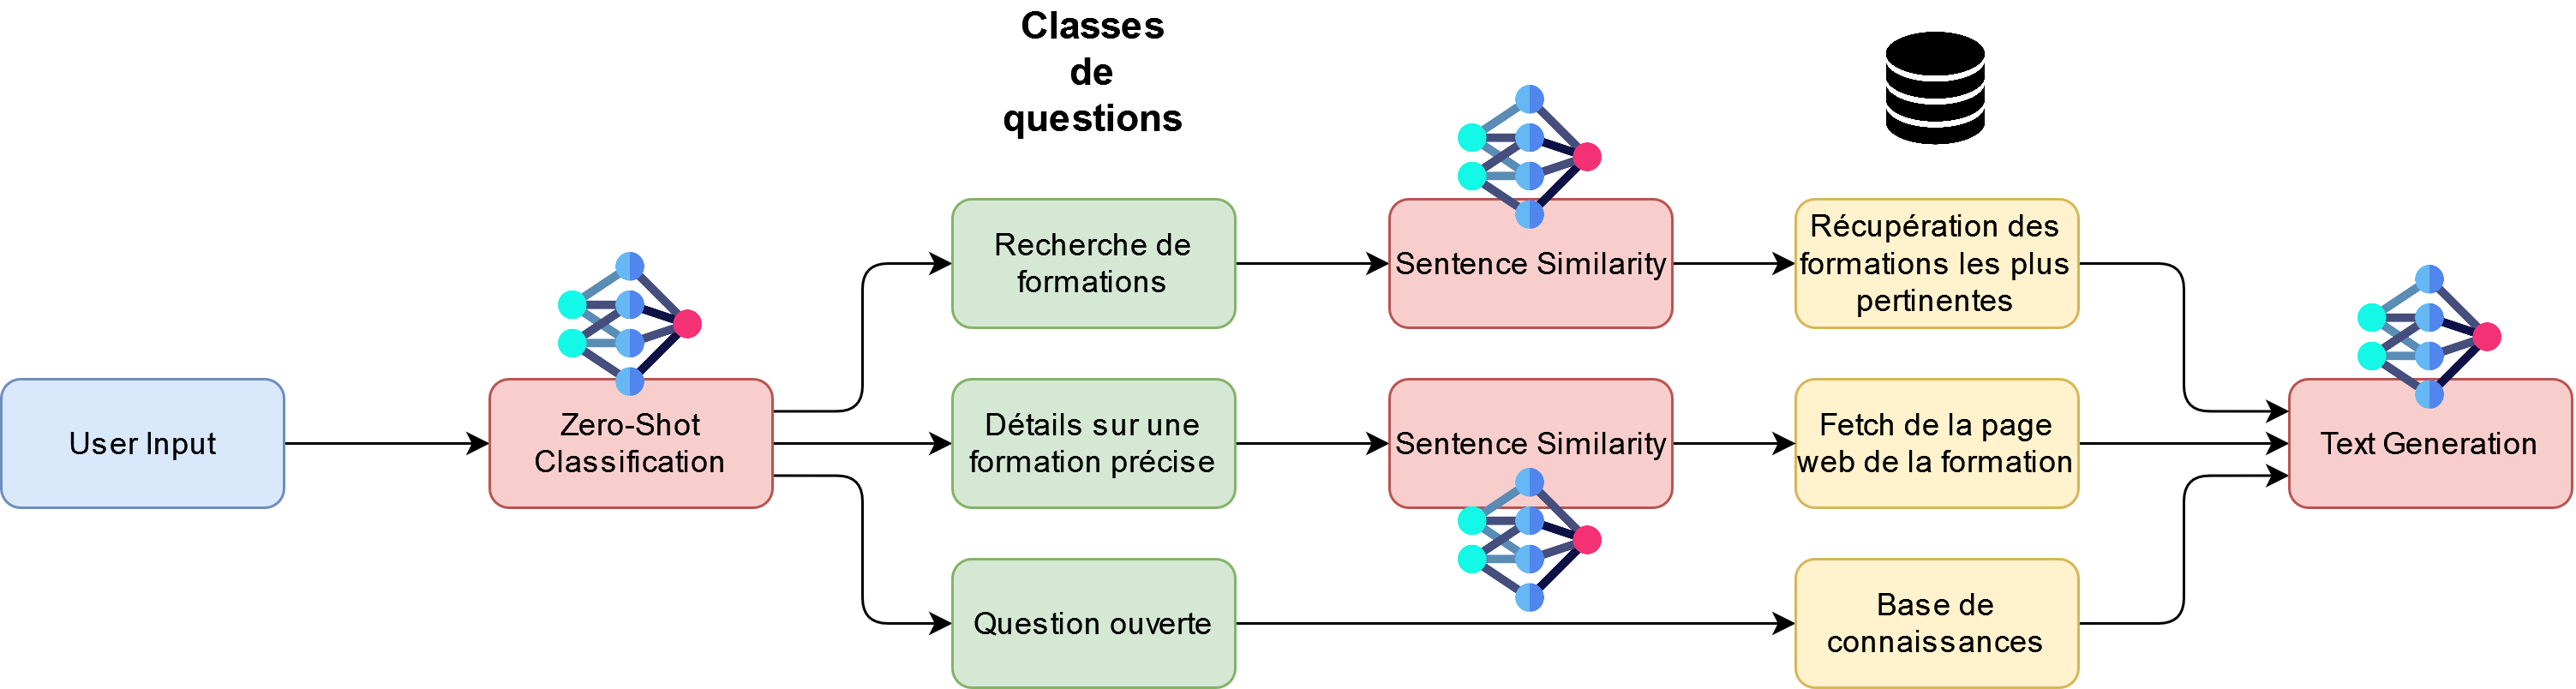 Classes
de
questions
User Input
Zero-Shot
Classification
Recherche de
formations
Sentence Similarity
Récupération des
formations les plus
pertinentes
Détails sur une
formation précise
Sentence Similarity
Fetch de la page
web de la formation
Question ouverte
Base de
connaissances
Text Generation